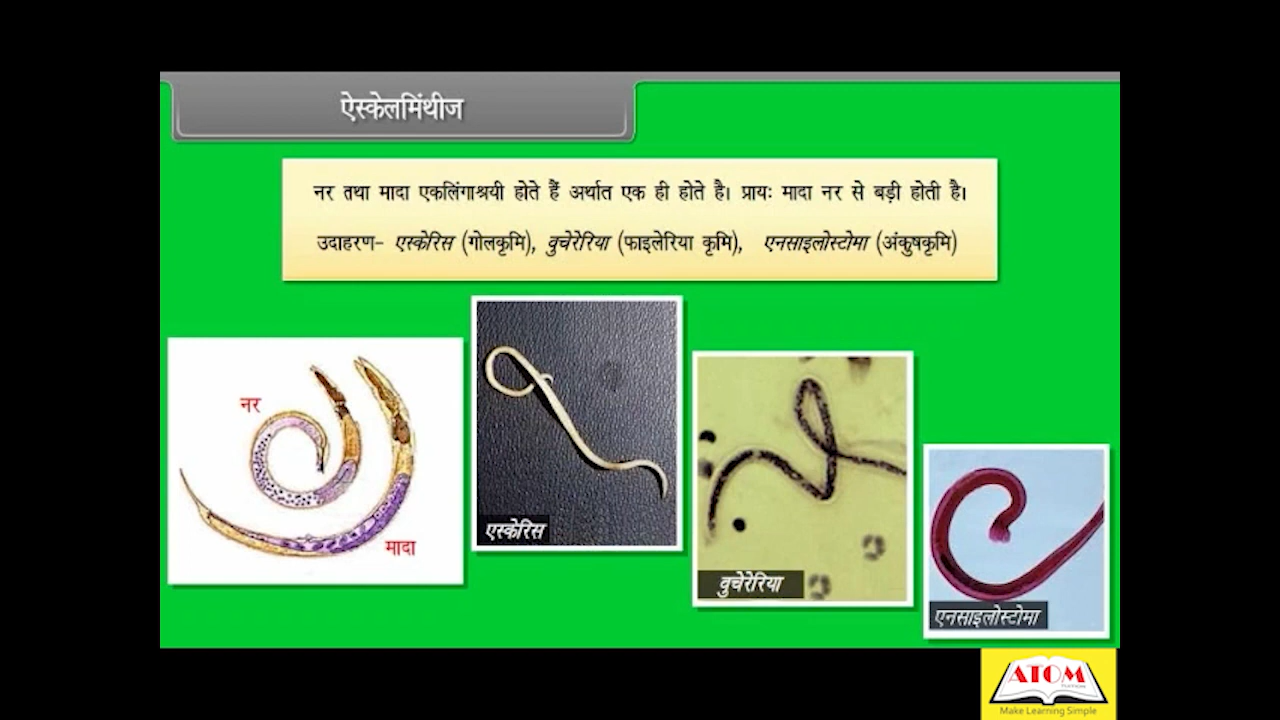 ऐस्केलमिंथीज
नर तथा मादा एकलिंगाश्रयी होते हैं अर्थात एक ही होते है। प्रायः मादा नर से बड़ी होती है।
उदाहरण- एस्केरिस (गोलकृमि), वुचेरेरिया (फाइलेरिया कृमि), एनसाइलोस्टोमा (अंकुषकृमि)
नर
मादा
एस्केरिस
वुचेरेरिया
एनसाइलोस्टोमा
ATOM
Make Learning Simple